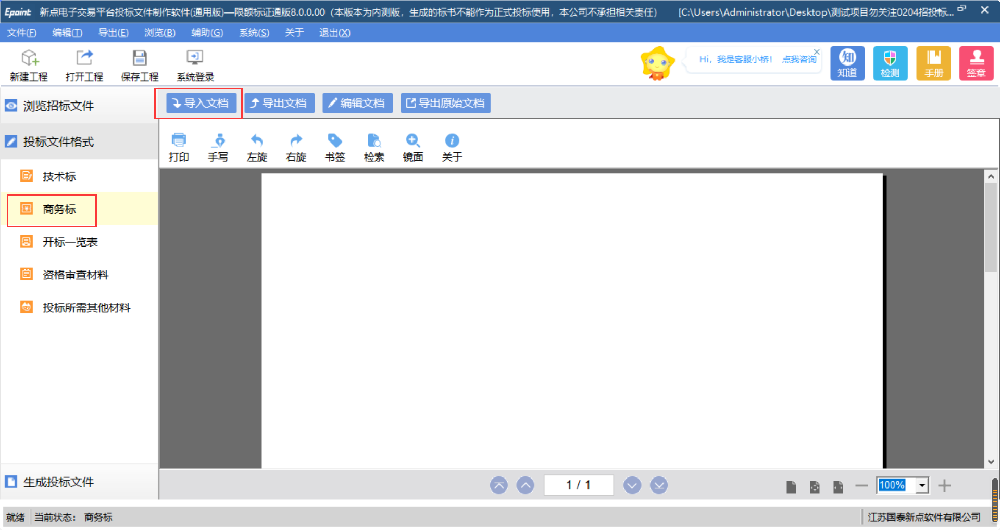 Epoint 新点电子交易平台投标文件制作软件(通用版)—限额标证通版8.0.0.00（本版本为内测版，生成的标书不能作为正式投标使用，本公司不承担相关责任） [C:\Users\Administrator\Desktop\测试项目勿关注0204招投标...
文件(F) 编辑(T) 导出(E) 浏览(B) 辅助(G) 系统(S) 关于 退出(X)
新建工程 打开工程 保存工程 系统登录
Hi，我是客服小桥！ 点我咨询
知 知道
检测
手册
签章
浏览招标文件
导入文档 导出文档 编辑文档 导出原始文档
投标文件格式
打印 手写 左旋 右旋 书签 检索 镜面 关于
技术标
商务标
开标一览表
资格审查材料
投标所需其他材料
生成投标文件
1 / 1
100%
就绪 当前状态： 商务标
江苏国泰新点软件有限公司